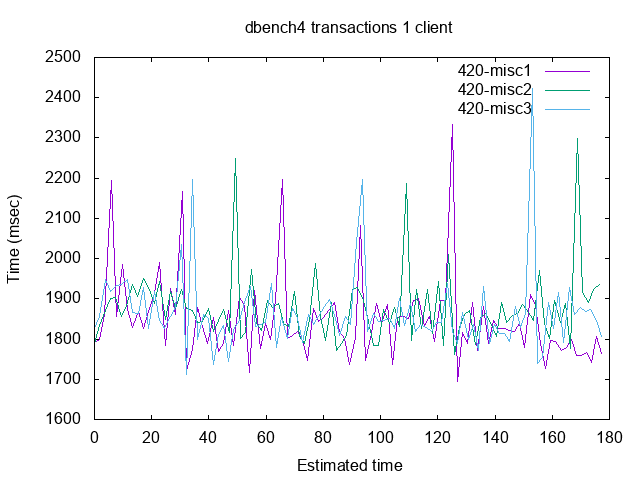 dbench4 transactions 1 client
2500
2400
2300
2200
2100
2000
1900
1800
1700
1600
Time (msec)
420-misc1
420-misc2
420-misc3
0 20 40 60 80 100 120 140 160 180
Estimated time